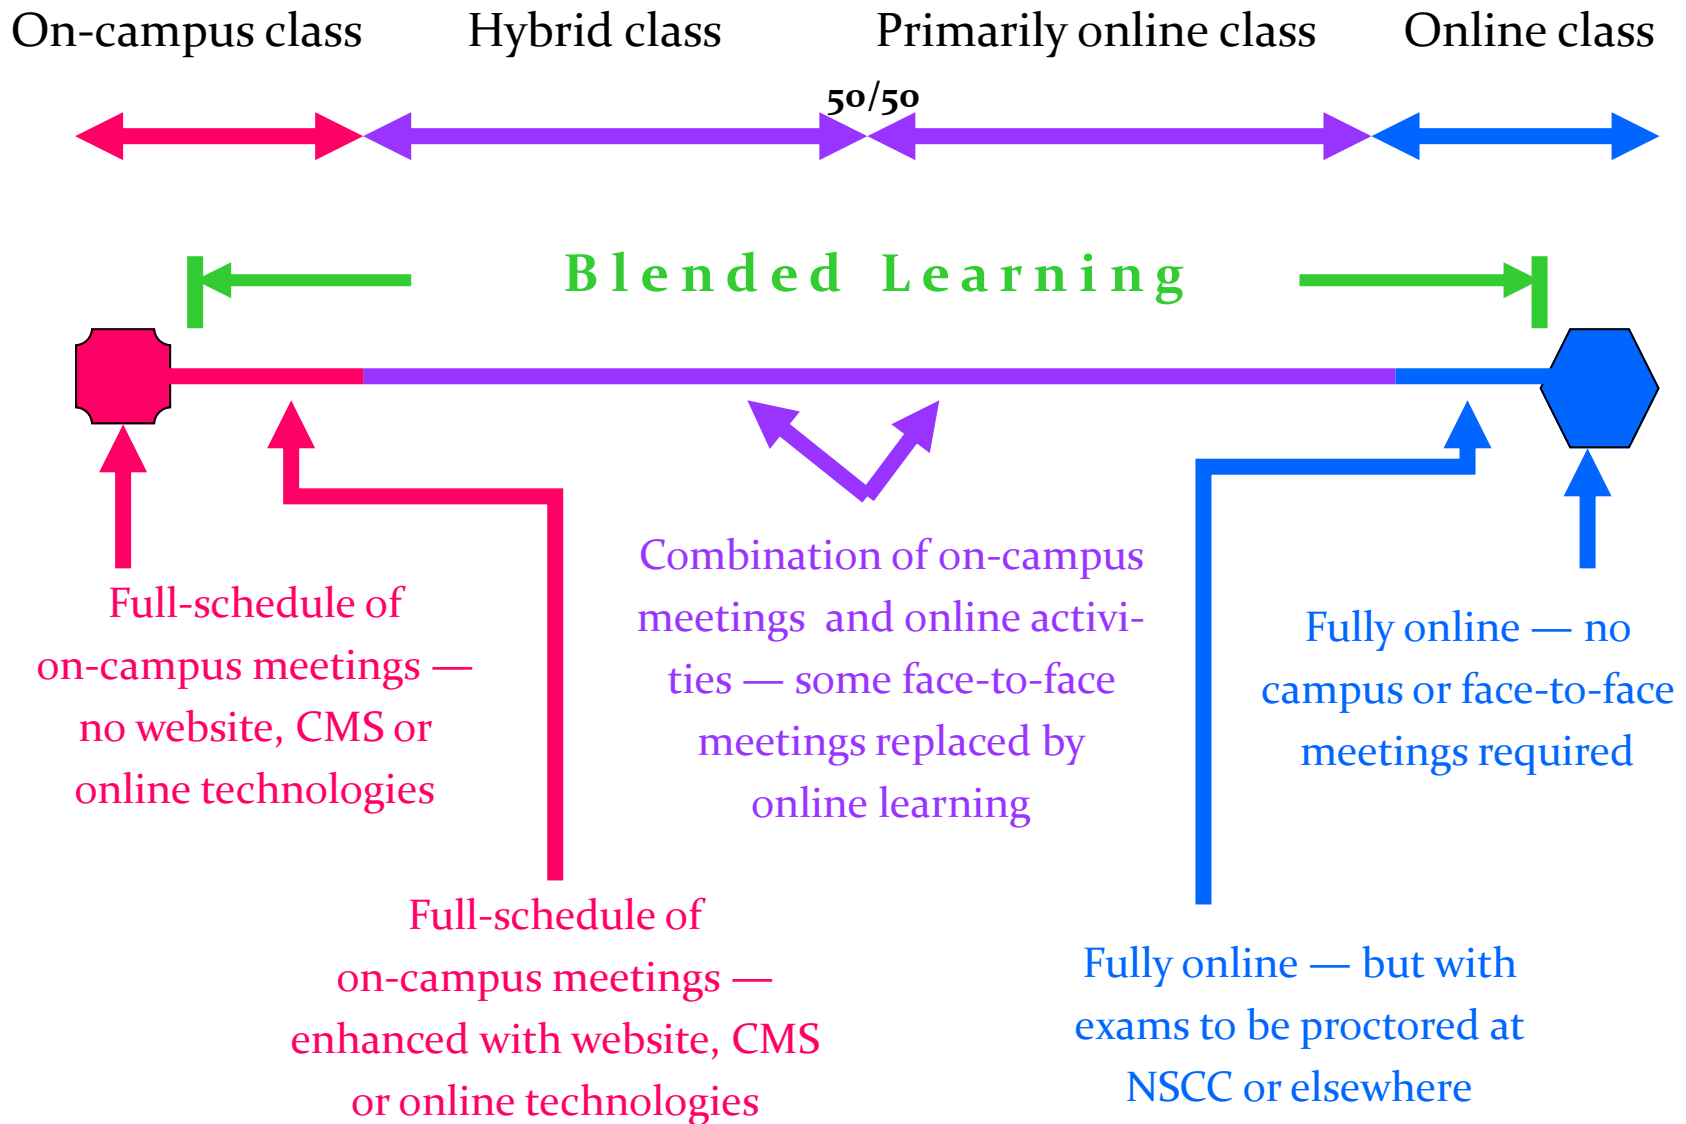 On-campus class
Hybrid class
Primarily online class
Online class
50/50
Blended Learning
Full-schedule of
on-campus meetings —
no website, CMS or
online technologies
Full-schedule of
on-campus meetings —
enhanced with website, CMS
or online technologies
Combination of on-campus
meetings  and online activi-
ties — some face-to-face
meetings replaced by
online learning
Fully online — but with
exams to be proctored at
NSCC or elsewhere
Fully online — no
campus or face-to-face
meetings required